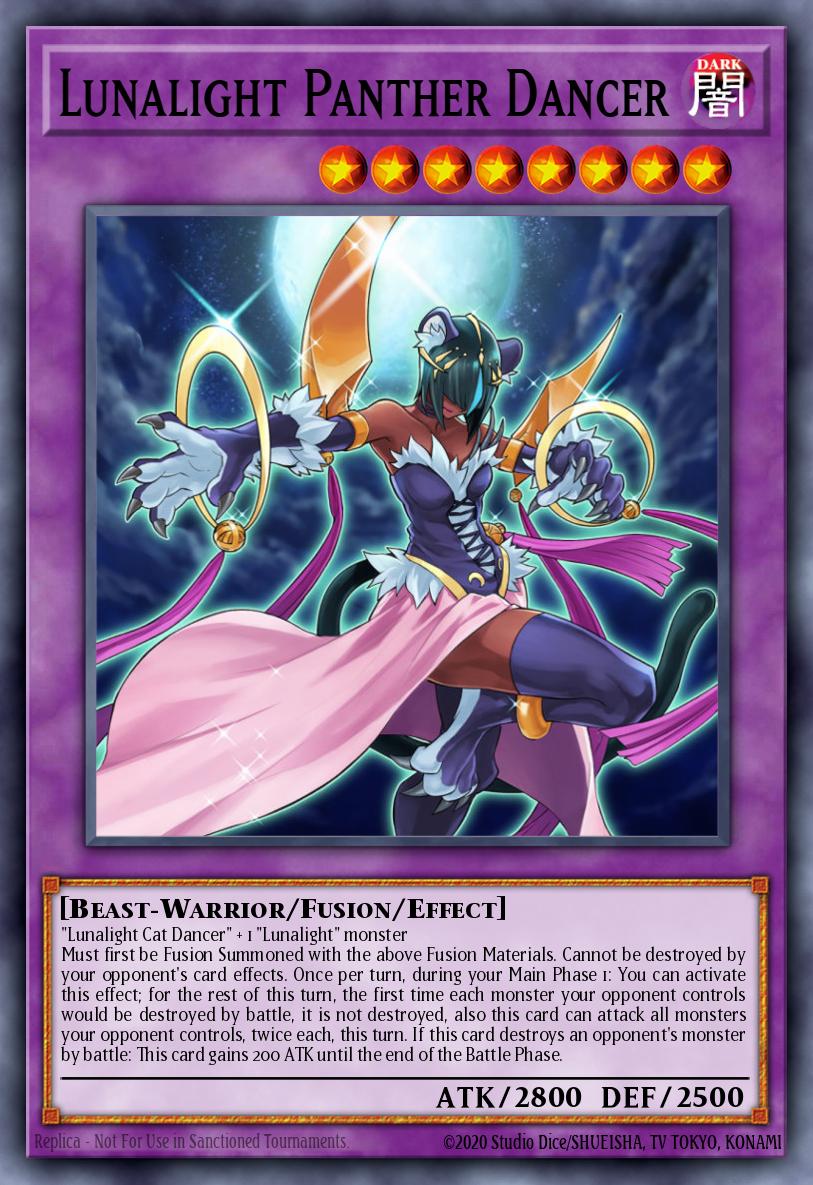 Lunalight Panther Dancer
DARK
闇
[Beast-Warrior/Fusion/Effect]
"Lunalight Cat Dancer" + 1 "Lunalight" monster
Must first be Fusion Summoned with the above Fusion Materials. Cannot be destroyed by
your opponent's card effects. Once per turn, during your Main Phase 1: You can activate
this effect; for the rest of this turn, the first time each monster your opponent controls
would be destroyed by battle, it is not destroyed, also this card can attack all monsters
your opponent controls, twice each, this turn. If this card destroys an opponent's monster
by battle: This card gains 200 ATK until the end of the Battle Phase.
ATK/2800 DEF/2500
Replica - Not For Use in Sanctioned Tournaments.
©2020 Studio Dice/SHUEISHA, TV TOKYO, KONAMI